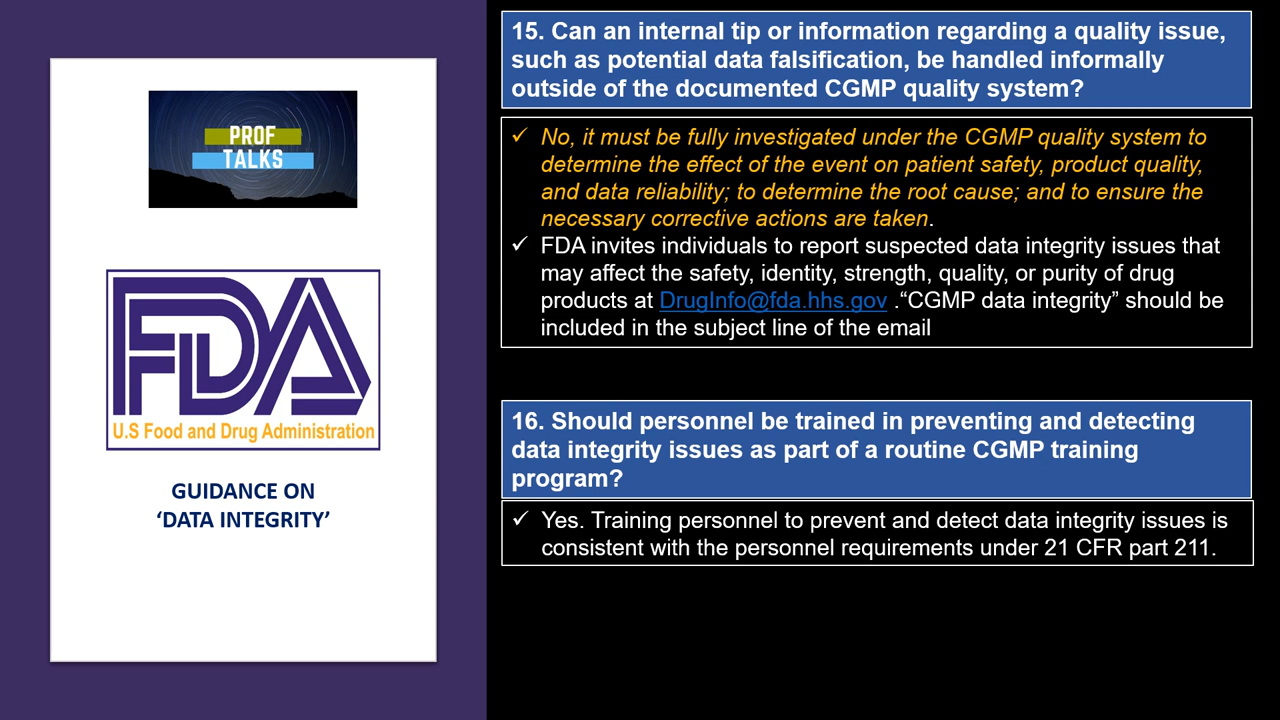 PROF
TALKS
FDA
U.S Food and Drug Administration
GUIDANCE ON
‘DATA INTEGRITY’
15. Can an internal tip or information regarding a quality issue,
such as potential data falsification, be handled informally
outside of the documented CGMP quality system?
✓ No, it must be fully investigated under the CGMP quality system to
determine the effect of the event on patient safety, product quality,
and data reliability; to determine the root cause; and to ensure the
necessary corrective actions are taken.
✓ FDA invites individuals to report suspected data integrity issues that
may affect the safety, identity, strength, quality, or purity of drug
products at DrugInfo@fda.hhs.gov .“CGMP data integrity” should be
included in the subject line of the email
16. Should personnel be trained in preventing and detecting
data integrity issues as part of a routine CGMP training
program?
✓ Yes. Training personnel to prevent and detect data integrity issues is
consistent with the personnel requirements under 21 CFR part 211.